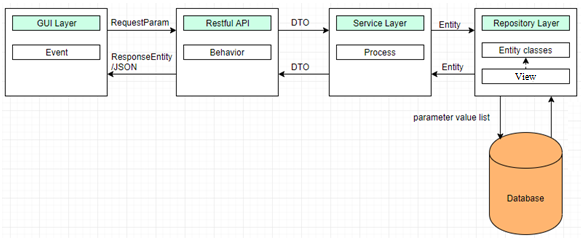 GUI Layer
Event
RequestParam
ResponseEntity
/JSON
Restful API
Behavior
DTO
DTO
Service Layer
Process
Entity
Entity
Repository Layer
Entity classes
View
parameter value list
Database